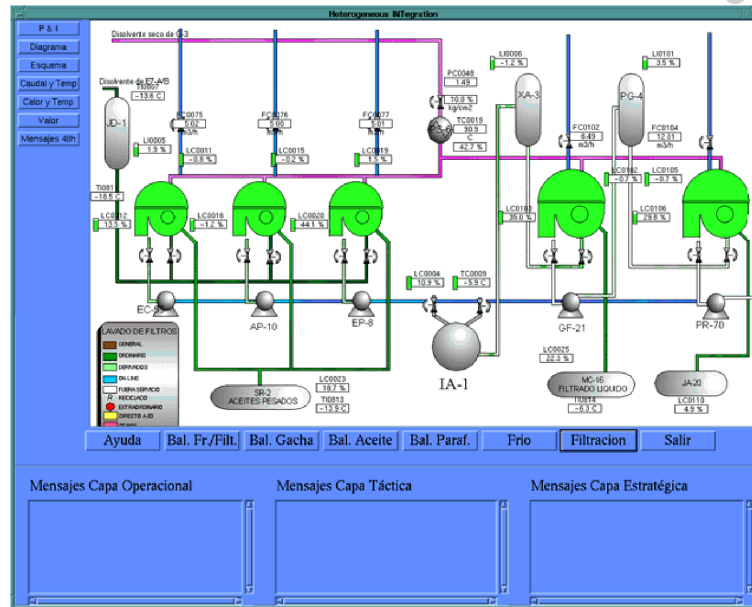 Heterogeneous INTegration
P & I
Diagrama
Esquema
Caudal y Temp
Calor y Temp
Valor
Mensajes 48h
Disolvente seco de G-3
Disolvente de E7-A/B
TI0807
-13.6 C
JD-1
LI0005
1.9 %
FC0075
5.02
m3/h
LC0011
-0.8 %
FC0076
5.00
LC0015
-0.2 %
FC0077
5.01
m3/h
LC0019
1.5 %
PC0048
1.49
10.0 %
kg/cm2
TC0019
90.9
C
42.7 %
LI0006
-1.2 %
XA-3
LI0101
3.5 %
PG-4
FC0102
6.49
m3/h
FC0104
12.01
m3/h
LC0102
-0.7 %
LC0105
-0.7 %
-16.5 C
LC0012
13.5 %
LC0016
-1.2 %
LC0020
44.1 %
LC0103
35.0 %
LC0106
29.8 %
LC0004
10.9 %
TC0009
-5.9 C
AP-10
EP-8
IA-1
GF-21
PR-70
LAVADO DE FILTROS
GENERAL
ORDINARIO
DERIVADOS
ON-LINE
FUERA SERVICIO
R RECICLADO
EXTRAORDINARIO
SR-2
ACEITES PESADOS
LC0023
18.7 %
TI0813
-13.9 C
LC0025
22.3 %
MC-16
FILTRADO LIQUIDO
TI0814
-6.3 C
JA-20
LC0110
4.9 %
Ayuda
Bal. Fr./Filt.
Bal. Gacha
Bal. Aceite
Bal. Paraf.
Frio
Filtracion
Salir
Mensajes Capa Operacional
Mensajes Capa Táctica
Mensajes Capa Estratégica